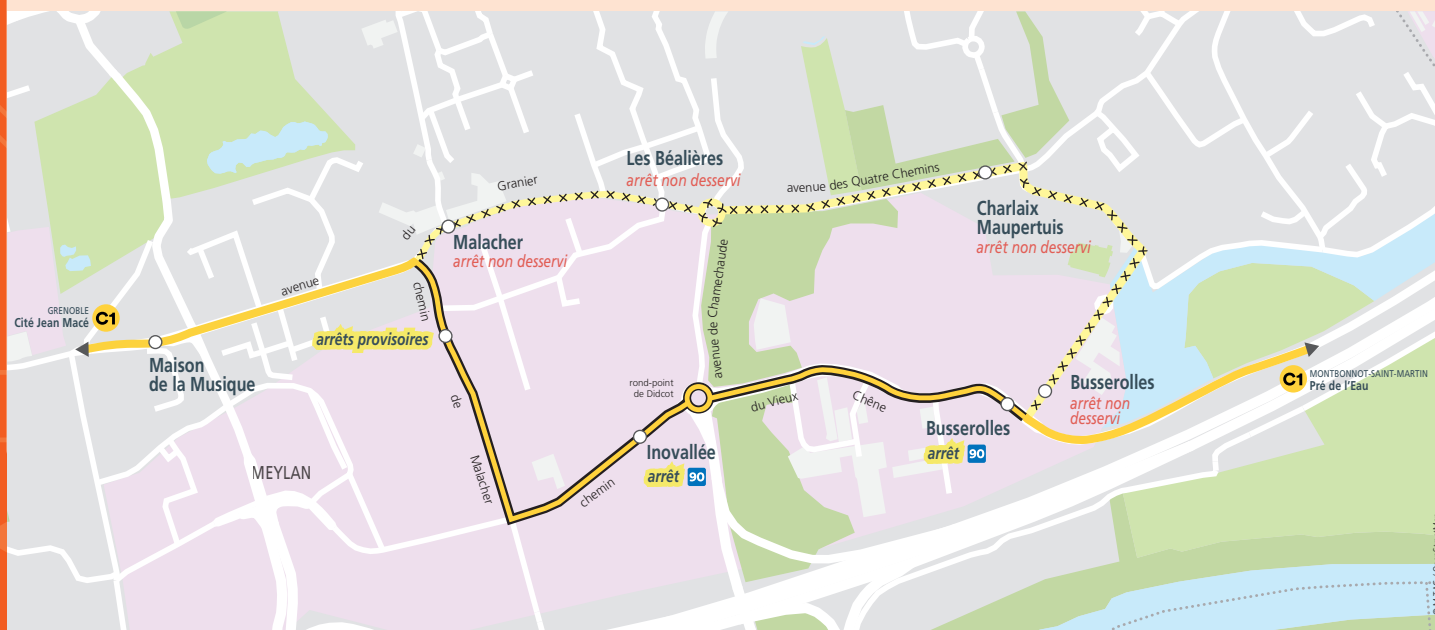 Les Béalières
arrêt non desservi
Granier
avenue des Quatre Chemins
du
Malacher
arrêt non desservi
Charlaix
Maupertuis
arrêt non desservi
avenue
chemin
avenue de Chamechaude
GRENOBLE
Cité Jean Macé
C1
arrêts provisoires
Maison
de la Musique
rond-point
de Didcot
de
du Vieux
Chêne
Busserolles
arrêt non
desservi
C1
MONTBONNOT-SAINT-MARTIN
Pré de l'Eau
Busserolles
arrêt 90
Inovallée
arrêt 90
MEYLAN
Malacher
chemin